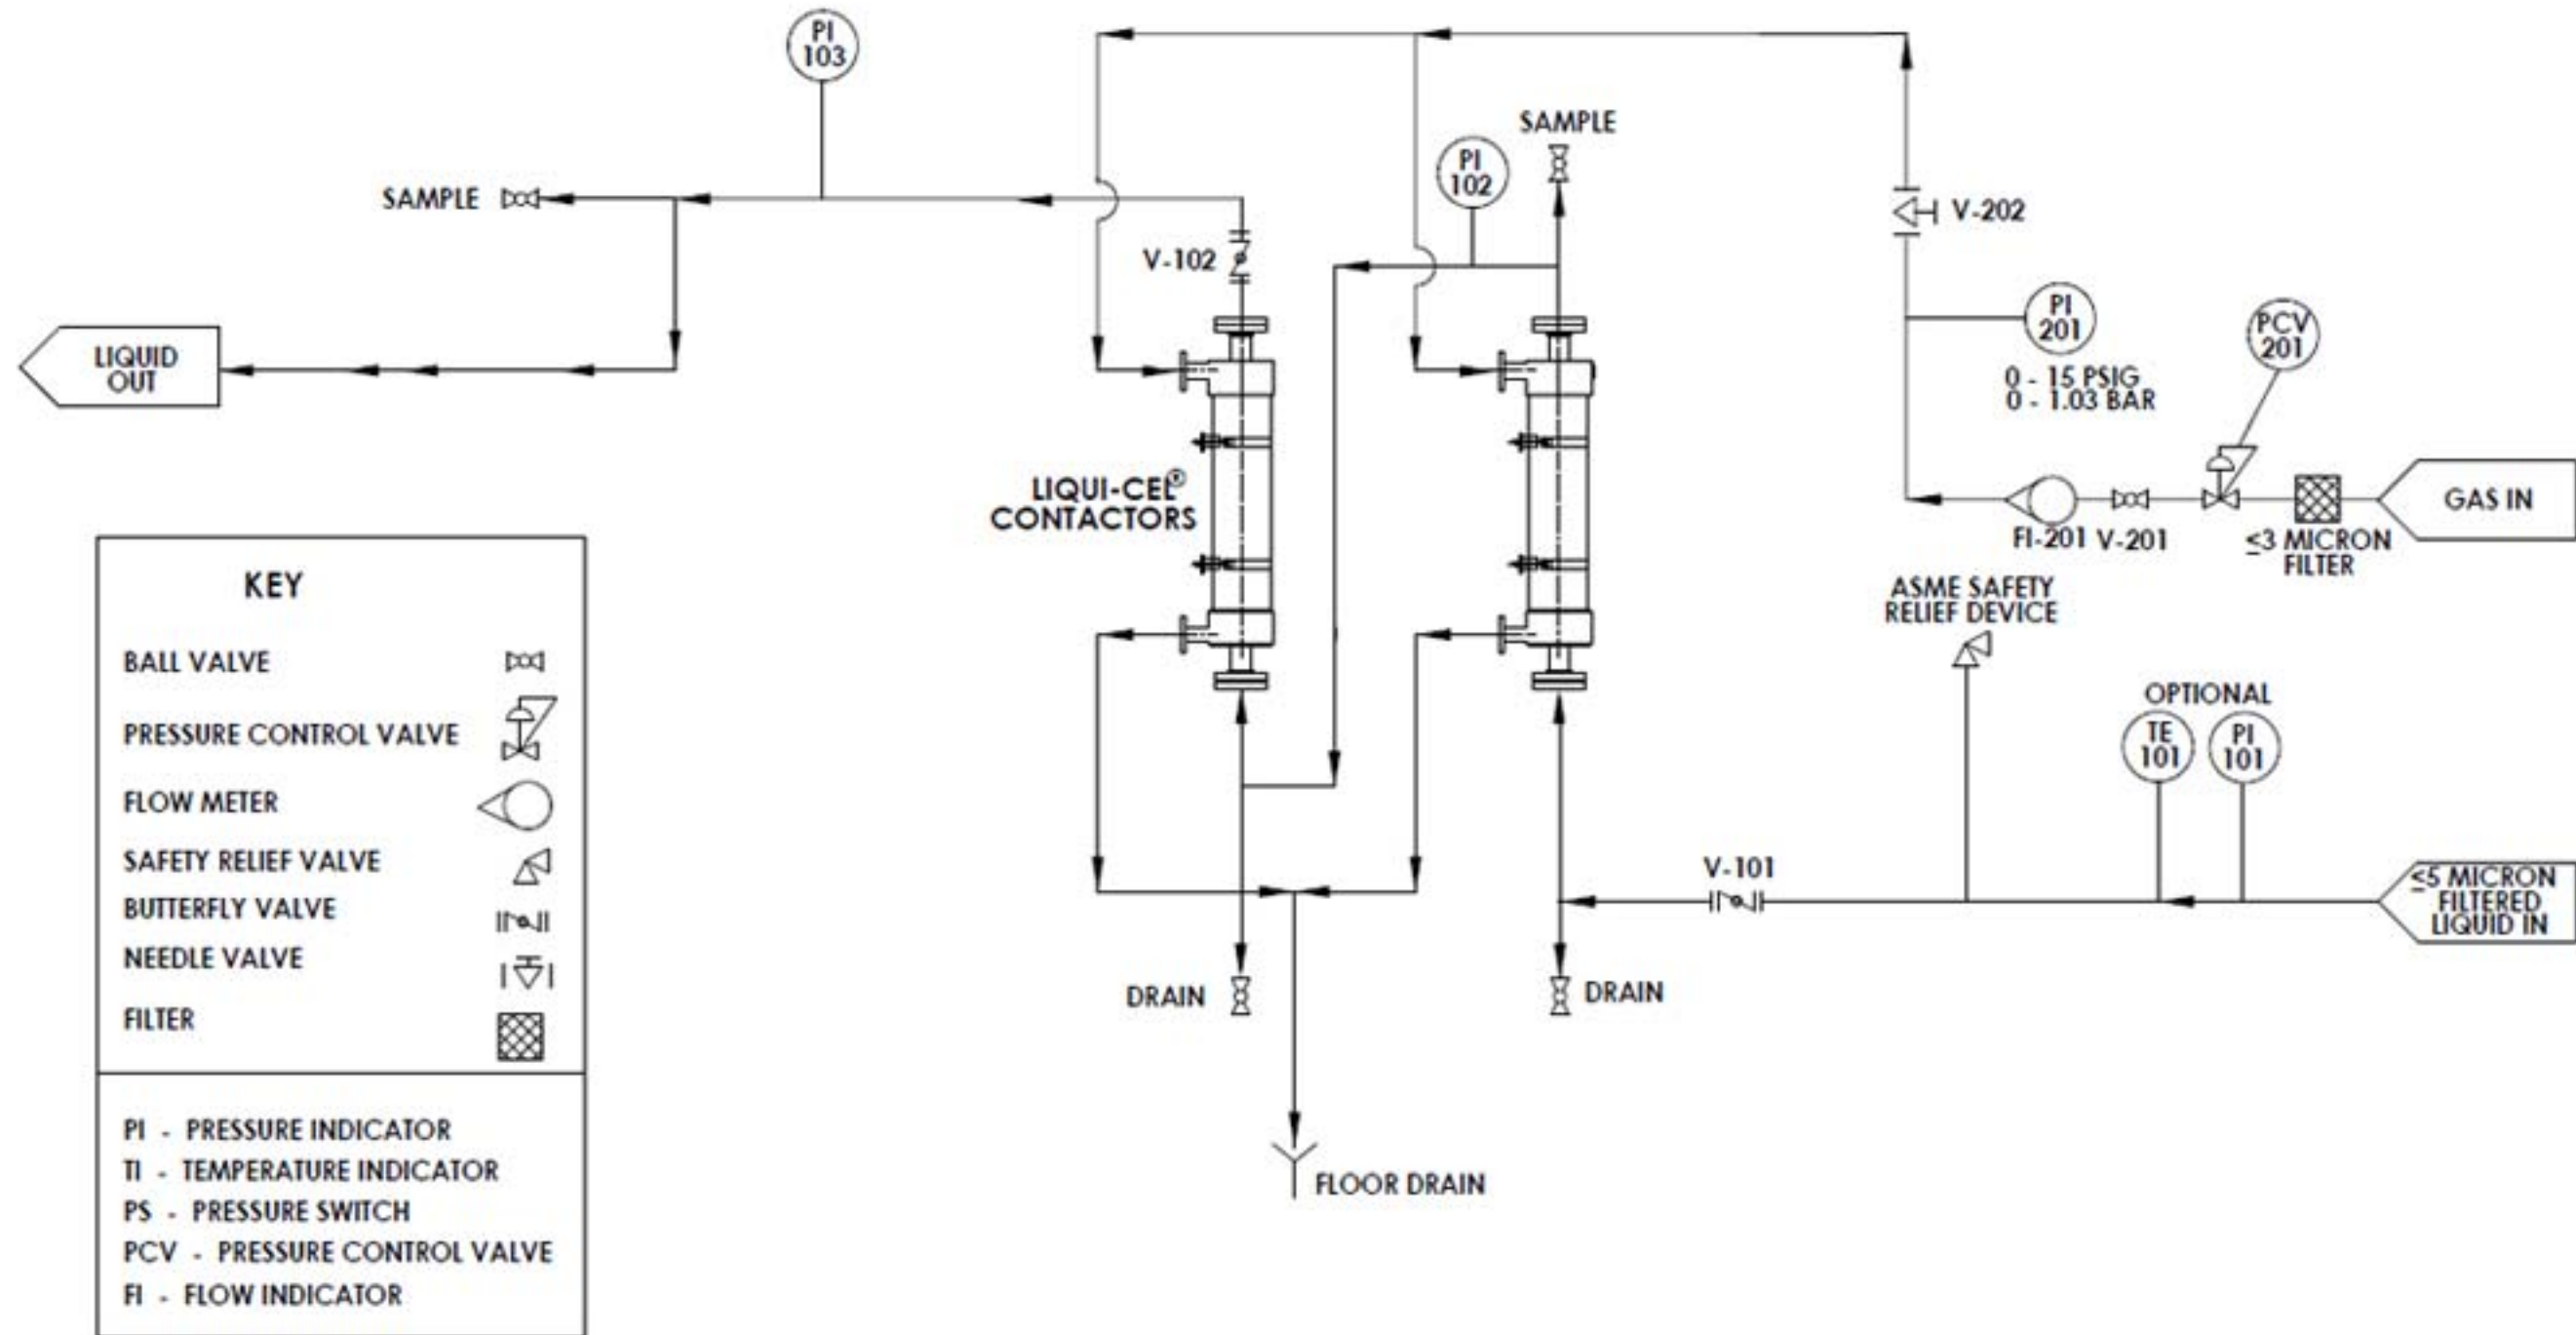 PI
103
SAMPLE
PI
102
SAMPLE
V-202
V-102
PI
201
PCV
201
0 - 15 PSIG
0 - 1.03 BAR
LIQUID
OUT
LIQUI-CEL®
CONTACTORS
GAS IN
FI-201 V-201
≤3 MICRON
FILTER
ASME SAFETY
RELIEF DEVICE
OPTIONAL
TE
101
PI
101
V-101
≤5 MICRON
FILTERED
LIQUID IN
DRAIN
DRAIN
FLOOR DRAIN
KEY
BALL VALVE
PRESSURE CONTROL VALVE
FLOW METER
SAFETY RELIEF VALVE
BUTTERFLY VALVE
NEEDLE VALVE
FILTER
PI - PRESSURE INDICATOR
TI - TEMPERATURE INDICATOR
PS - PRESSURE SWITCH
PCV - PRESSURE CONTROL VALVE
FI - FLOW INDICATOR